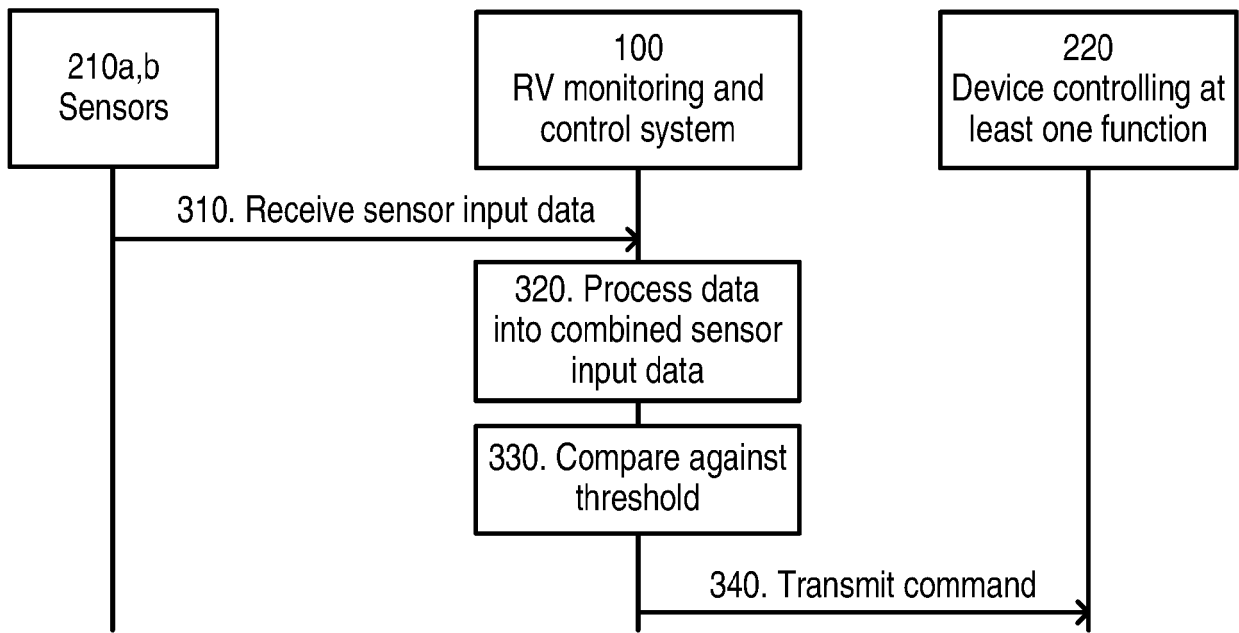 210a,b
Sensors
100
RV monitoring and
control system
220
Device controlling at
least one function
310. Receive sensor input data
320. Process data
into combined sensor
input data
330. Compare against
threshold
340. Transmit command